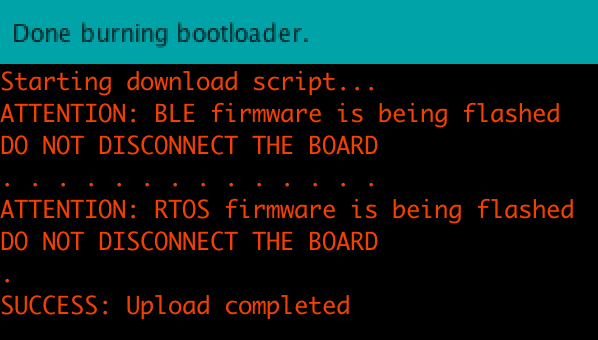 Done burning bootloader.
Starting download script...
ATTENTION: BLE firmware is being flashed
DO NOT DISCONNECT THE BOARD
. . . . . . . . . . . . . .
ATTENTION: RTOS firmware is being flashed
DO NOT DISCONNECT THE BOARD
.
SUCCESS: Upload completed